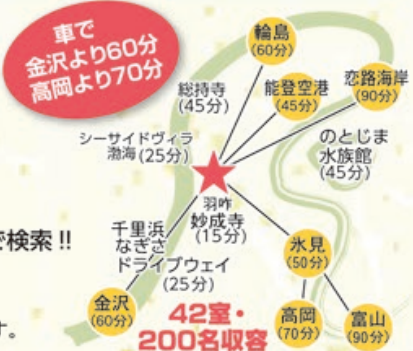 車で
金沢より60分
高岡より70分
輪島
(60分)
総持寺
(45分)
能登空港
(45分)
恋路海岸
(90分)
シーサイドヴィラ
渤海(25分)
のとじま
水族館
(45分)
羽咋
妙成寺
(15分)
で検索!!
千里浜
なぎさ
ドライブウェイ
(25分)
氷見
(50分)
金沢
(60分)
高岡
(70分)
富山
(90分)
42室・
200名収容
す。